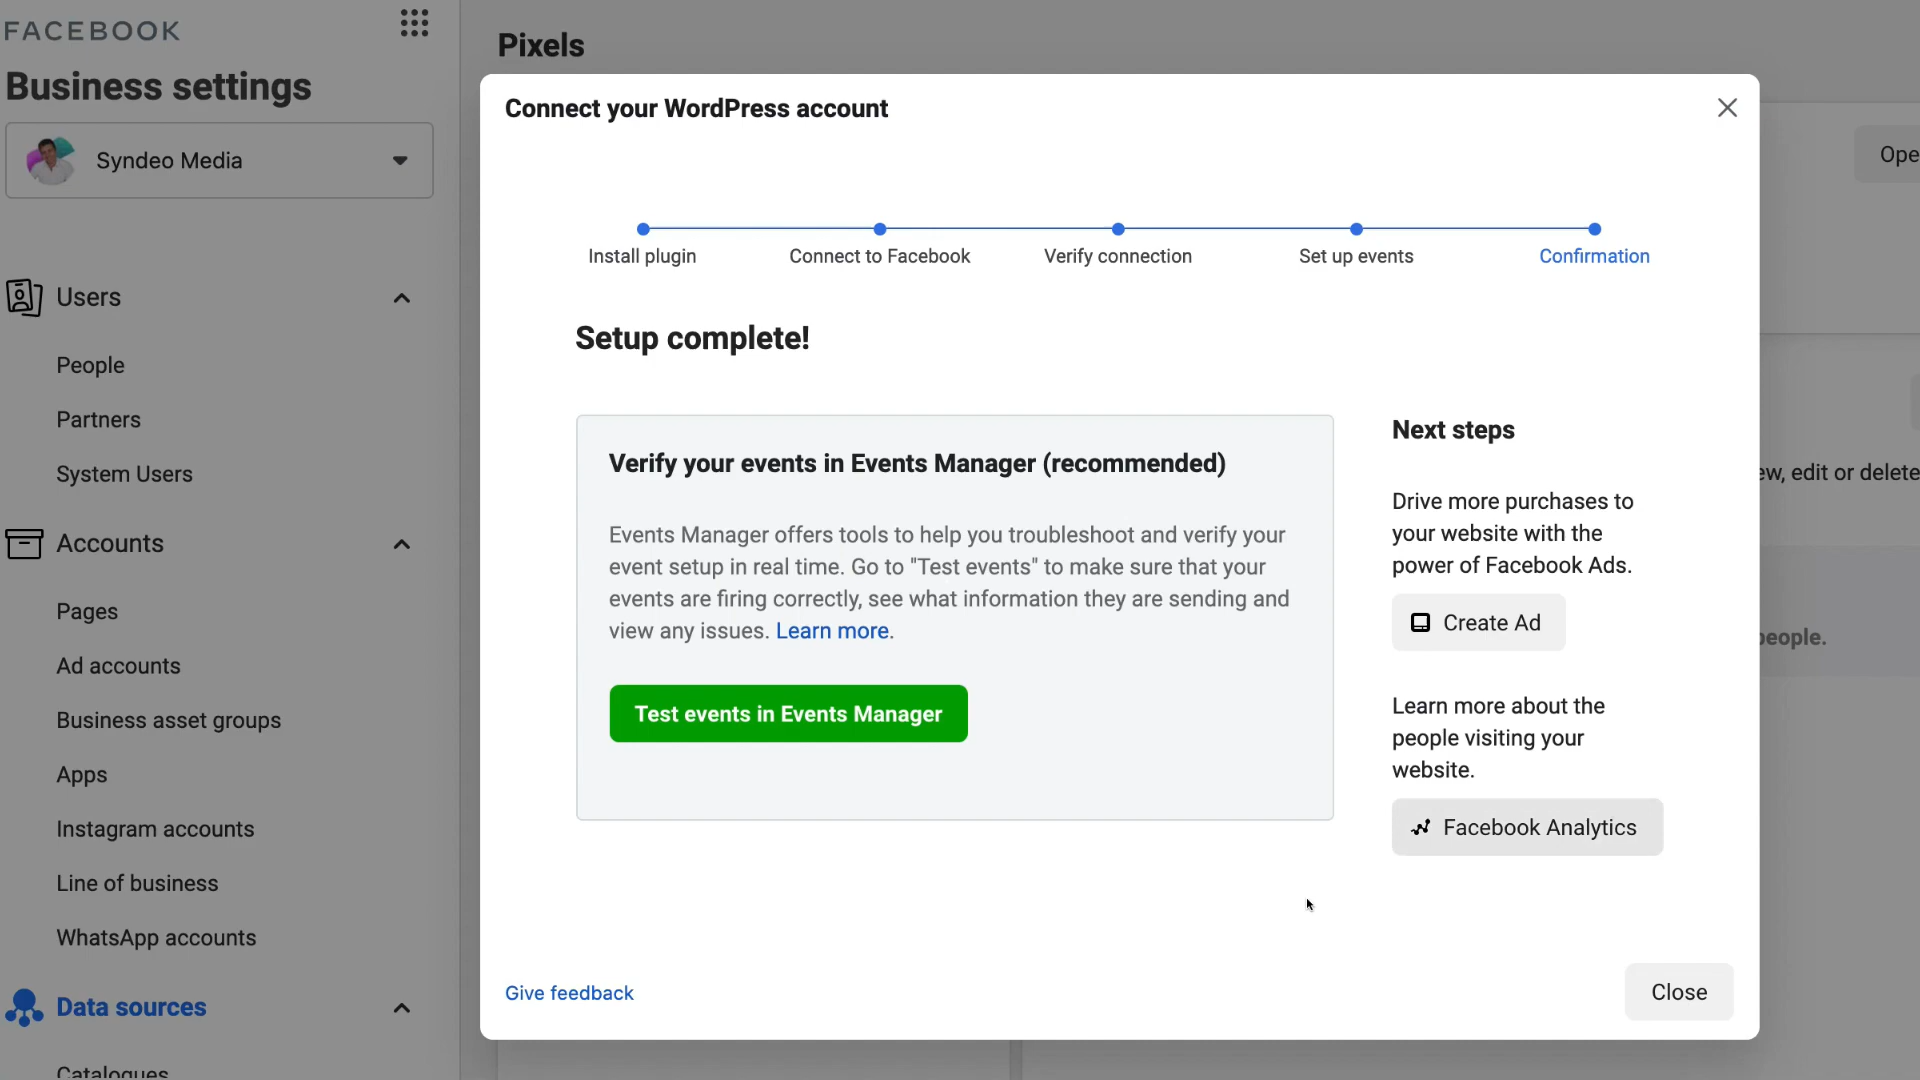 FACEBOOK
Business settings
Syndeo Media
Users
People
Partners
System Users
Accounts
Pages
Ad accounts
Business asset groups
Apps
Instagram accounts
Line of business
WhatsApp accounts
Data sources
Catalogues
Pixels
Connect your WordPress account
Install plugin
Connect to Facebook
Verify connection
Set up events
Confirmation
Setup complete!
Verify your events in Events Manager (recommended)
Events Manager offers tools to help you troubleshoot and verify your
event setup in real time. Go to "Test events" to make sure that your
events are firing correctly, see what information they are sending and
view any issues. Learn more.
Test events in Events Manager
Next steps
Drive more purchases to
your website with the
power of Facebook Ads.
Create Ad
Learn more about the
people visiting your
website.
Facebook Analytics
Give feedback
Close
Ope
ew, edit or delete
people.